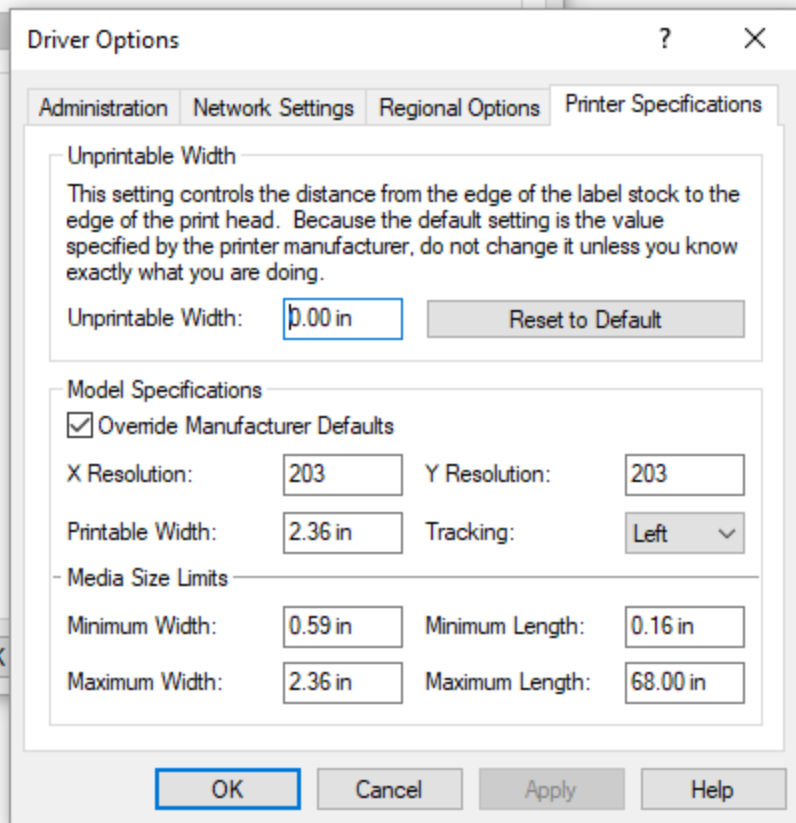 Driver Options
?
Administration
Network Settings
Regional Options
Printer Specifications
Unprintable Width
This setting controls the distance from the edge of the label stock to the
edge of the print head.  Because the default setting is the value
specified by the printer manufacturer, do not change it unless you know
exactly what you are doing.
Unprintable Width: 0.00 in Reset to Default
Model Specifications
Override Manufacturer Defaults
X Resolution: 203 Y Resolution: 203
Printable Width: 2.36 in Tracking: Left
Media Size Limits
Minimum Width: 0.59 in Minimum Length: 0.16 in
Maximum Width: 2.36 in Maximum Length: 68.00 in
OK Cancel Apply Help